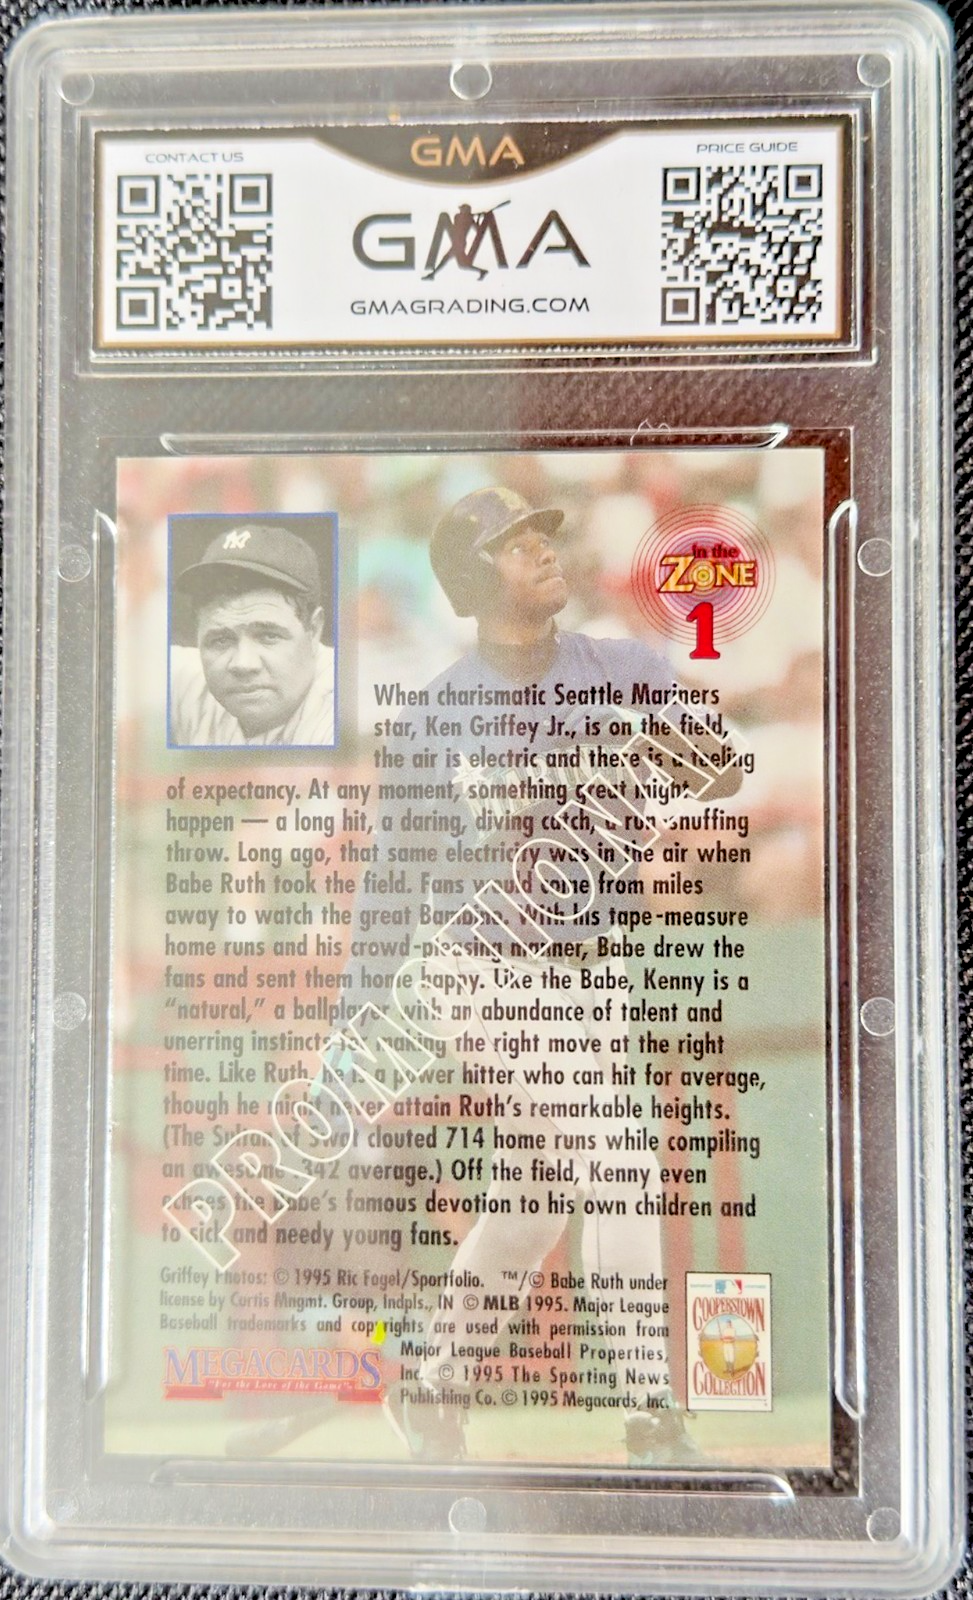 CONTACT US
GMA
PRICE GUIDE
GMA
GMAGRADING.COM
NY
in the
ZONE
1
When charismatic Seattle Mariners
star, Ken Griffey Jr., is on the field,
the air is electric and there is a feeling
of expectancy. At any moment, something great might
happen — a long hit, a daring, diving catch, a run-snuffing
throw. Long ago, that same electricity was in the air when
Babe Ruth took the field. Fans would come from miles
away to watch the great Bambino. With his tape-measure
home runs and his crowd-pleasing manner, Babe drew the
fans and sent them home happy. Like the Babe, Kenny is a
“natural,” a ballplayer with an abundance of talent and
unerring instincts for making the right move at the right
time. Like Ruth, he is a power hitter who can hit for average,
though he might never attain Ruth’s remarkable heights.
(The Sultan of Swat clouted 714 home runs while compiling
an awesome .342 average.) Off the field, Kenny even
echoes the Babe’s famous devotion to his own children and
to sick and needy young fans.
PROMOTIONAL
Griffey Photos: © 1995 Ric Fogel/Sportfolio. ™/© Babe Ruth under
license by Curtis Mngmt. Group, Indpls., IN © MLB 1995. Major League
Baseball trademarks and copyrights are used with permission from
Major League Baseball Properties,
Inc. © 1995 The Sporting News
Publishing Co. © 1995 Megacards, Inc.
MEGACARDS
"For the Love of the Game"
COOPERSTOWN
COLLECTION